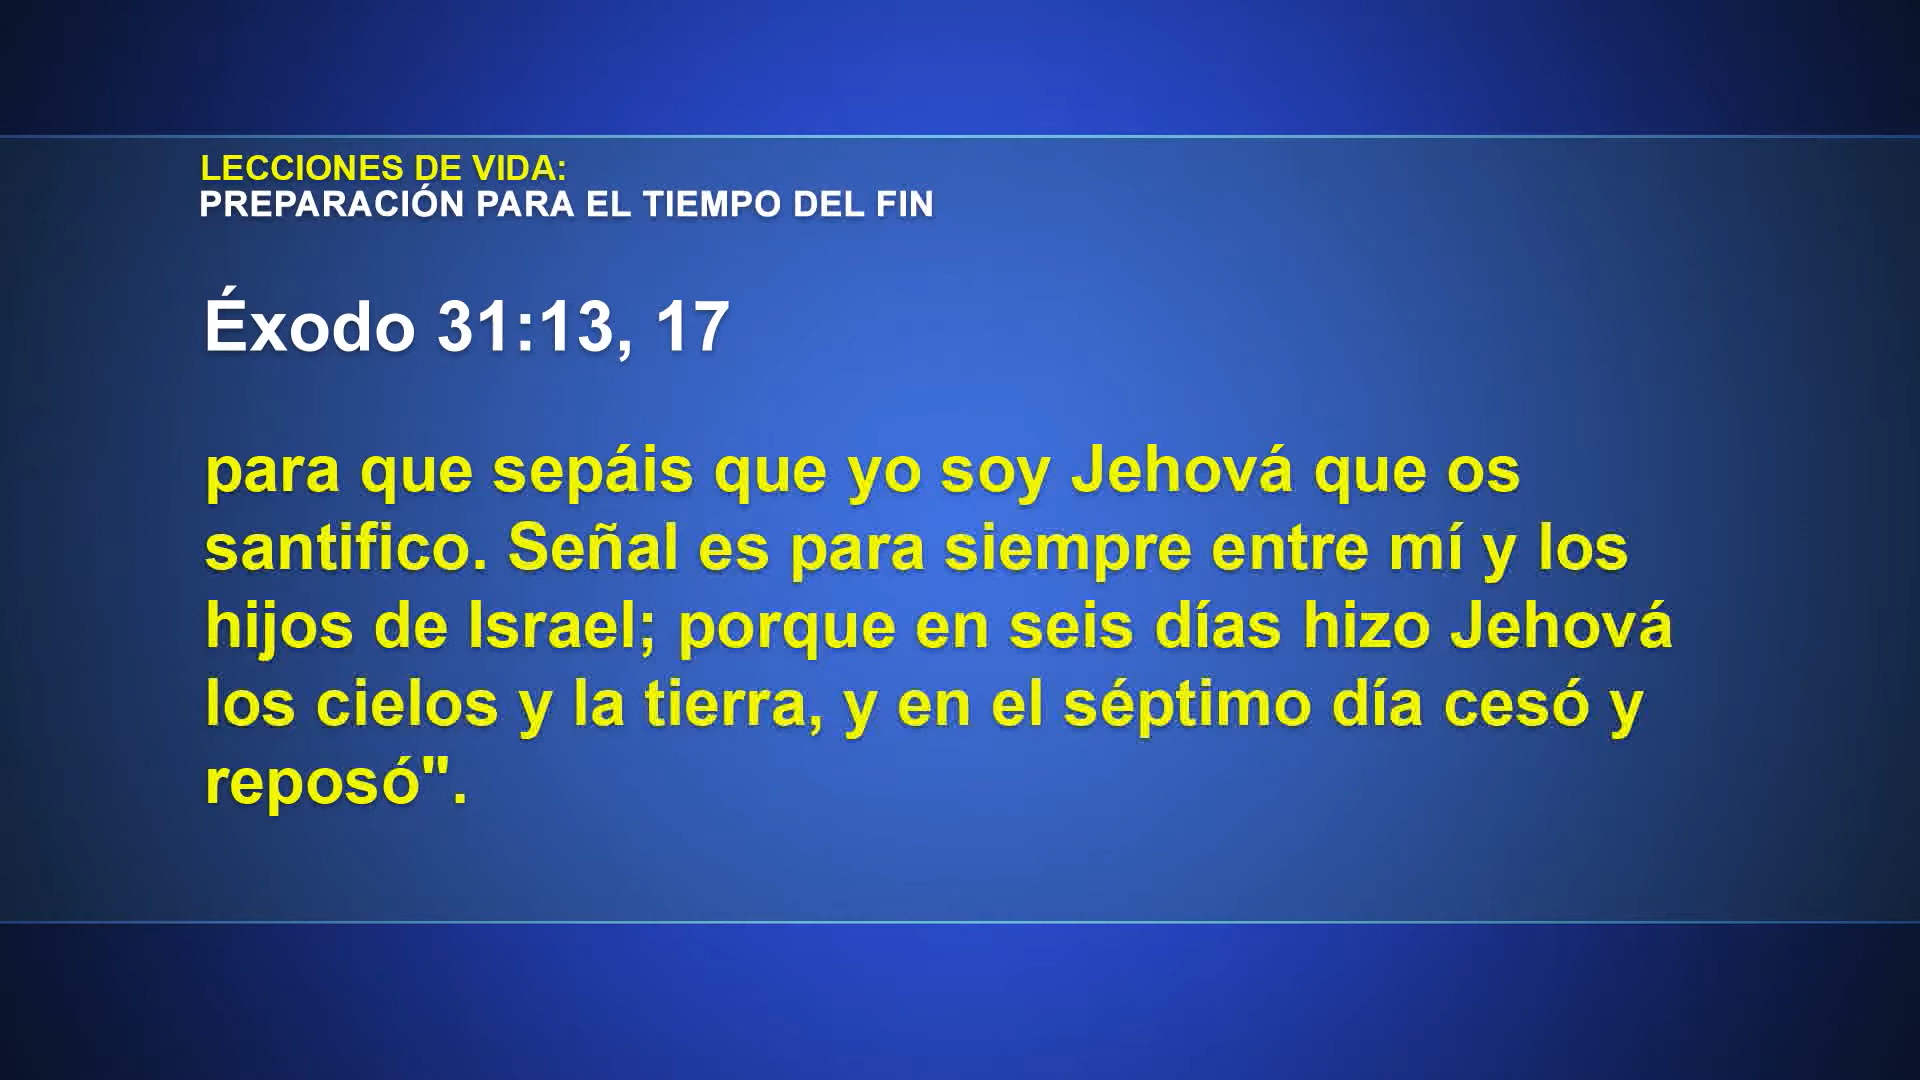 LECCIONES DE VIDA:
PREPARACIÓN PARA EL TIEMPO DEL FIN
Éxodo 31:13, 17
para que sepáis que yo soy Jehová que os
santifico. Señal es para siempre entre mí y los
hijos de Israel; porque en seis días hizo Jehová
los cielos y la tierra, y en el séptimo día cesó y
reposó".